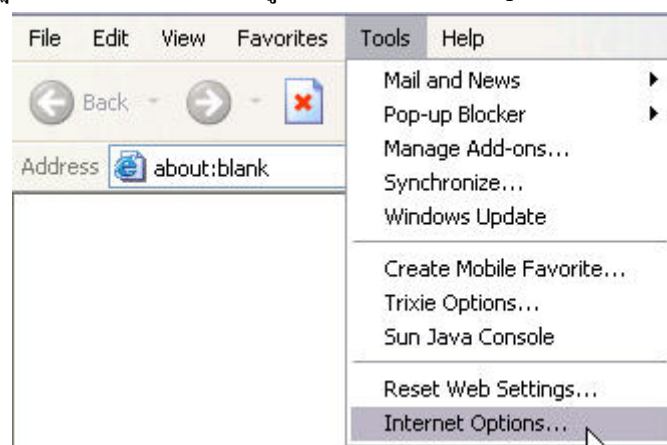 File Edit View Favorites Tools Help
Back
Address about:blank
Mail and News
Pop-up Blocker
Manage Add-ons...
Synchronize...
Windows Update
Create Mobile Favorite...
Trixie Options...
Sun Java Console
Reset Web Settings...
Internet Options...